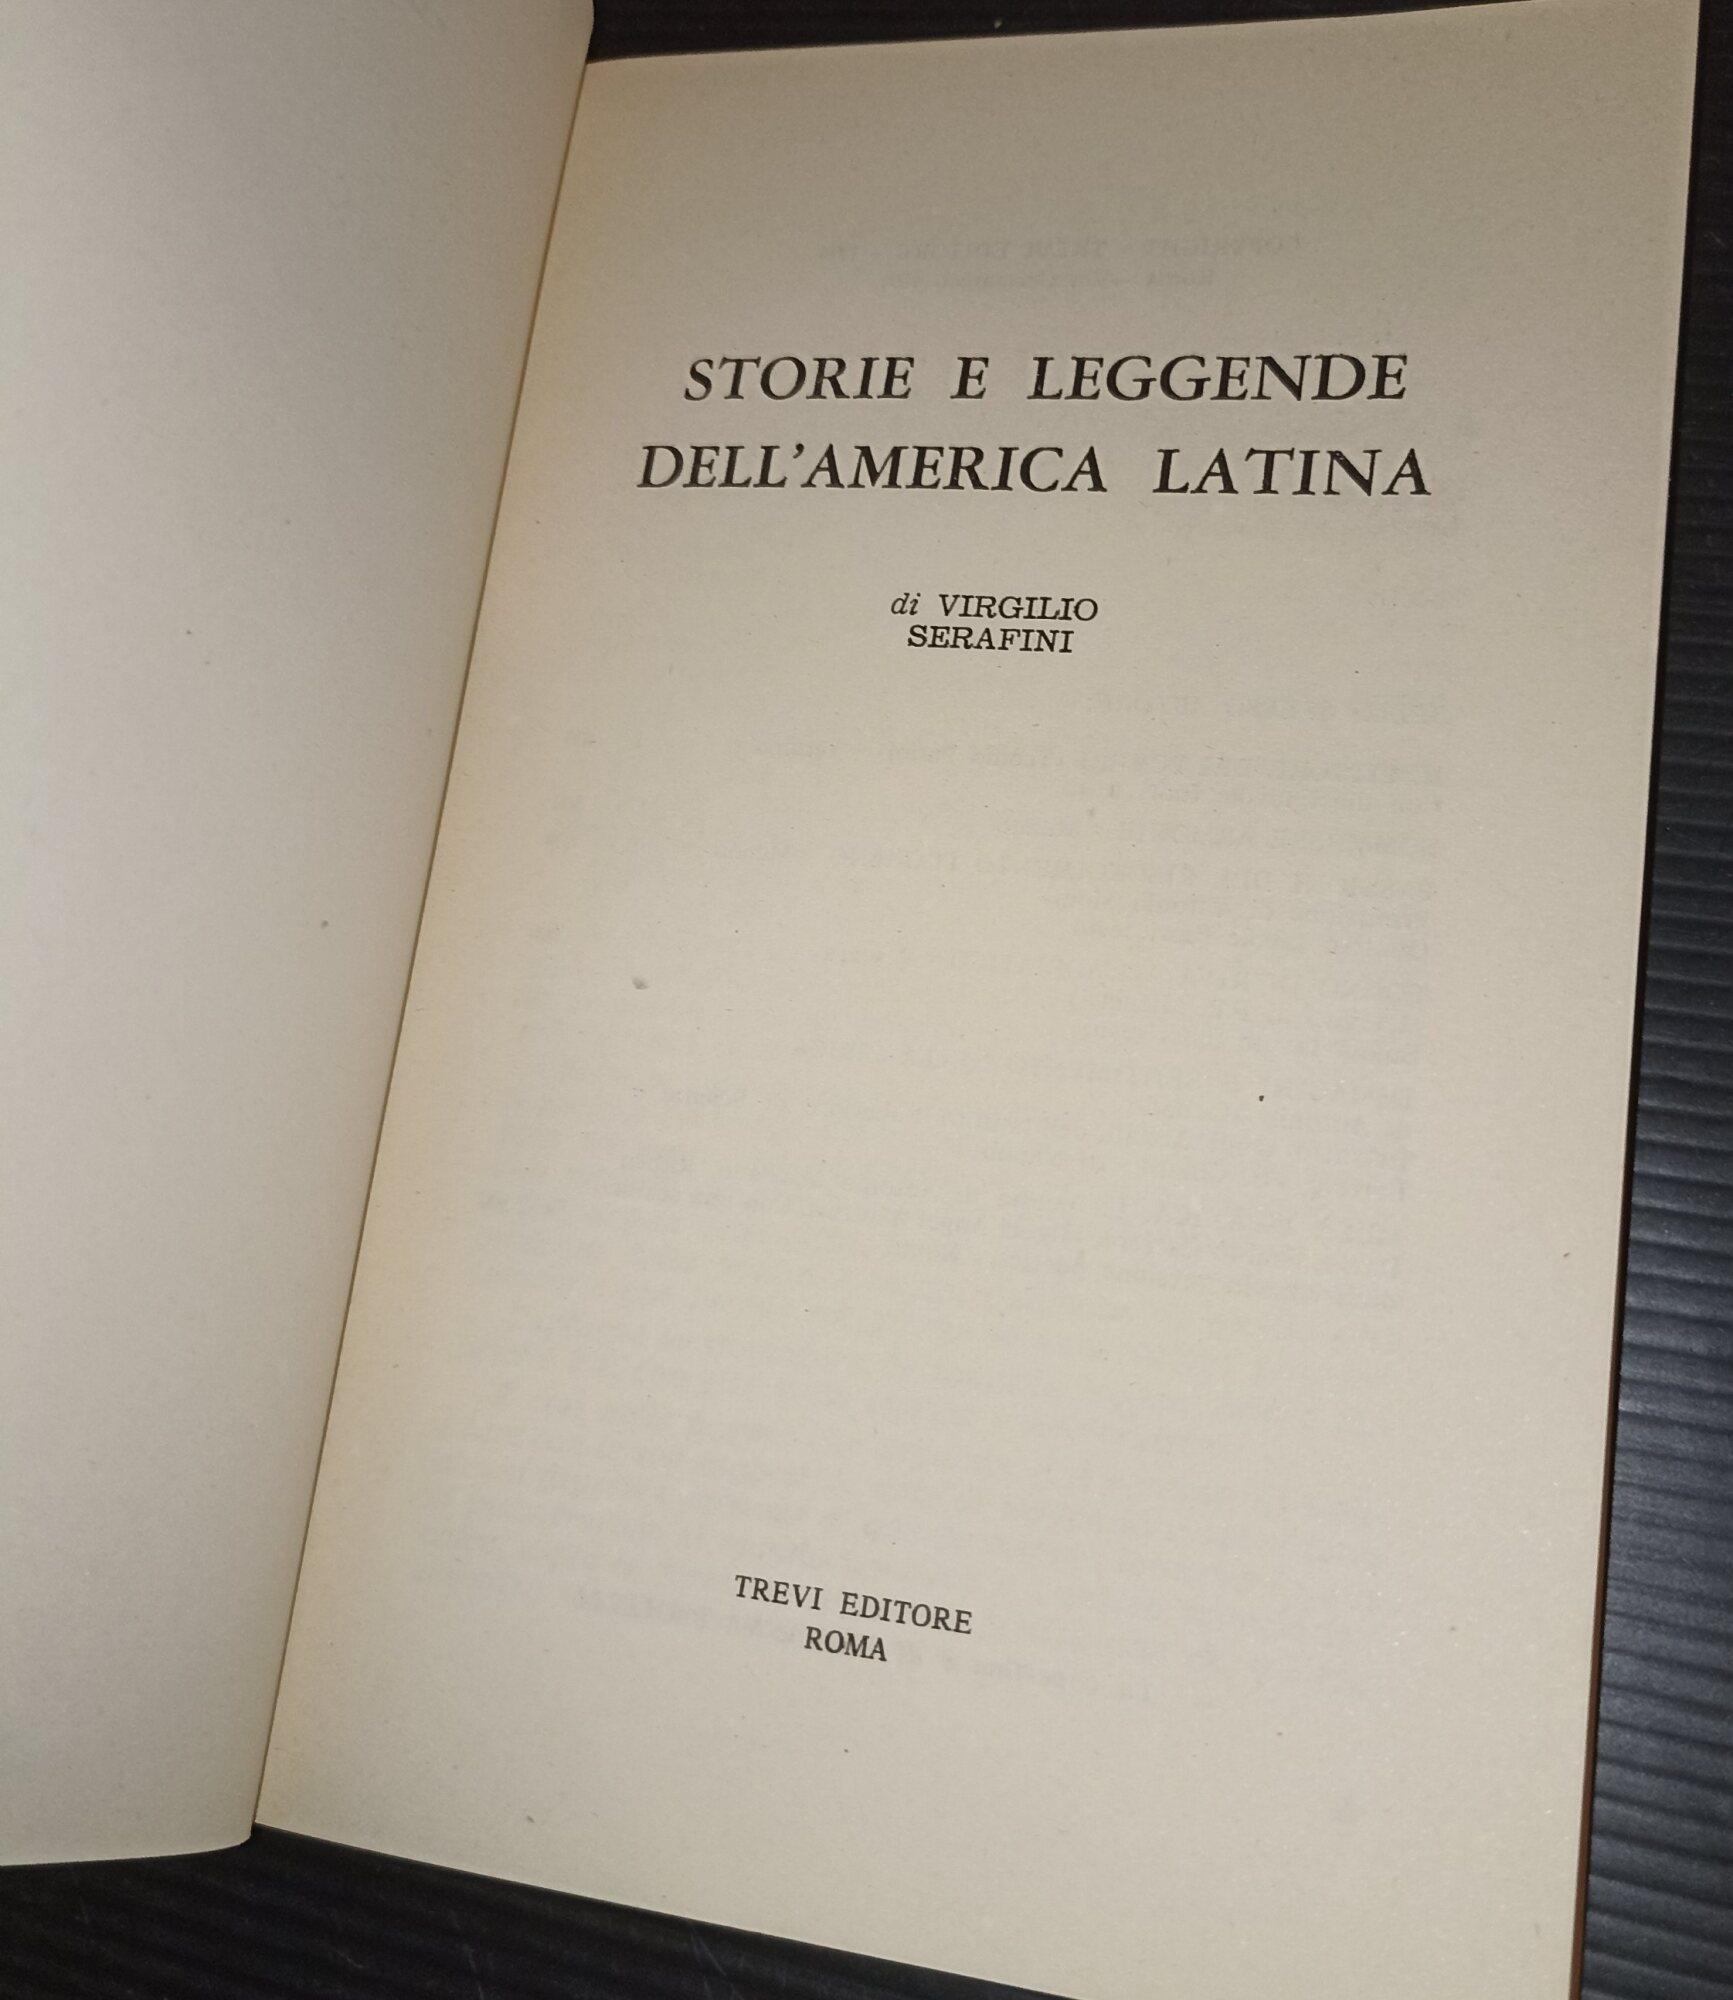 STORIE E LEGGENDE
DELL'AMERICA LATINA
di VIRGILIO
SERAFINI
TREVI EDITORE
ROMA